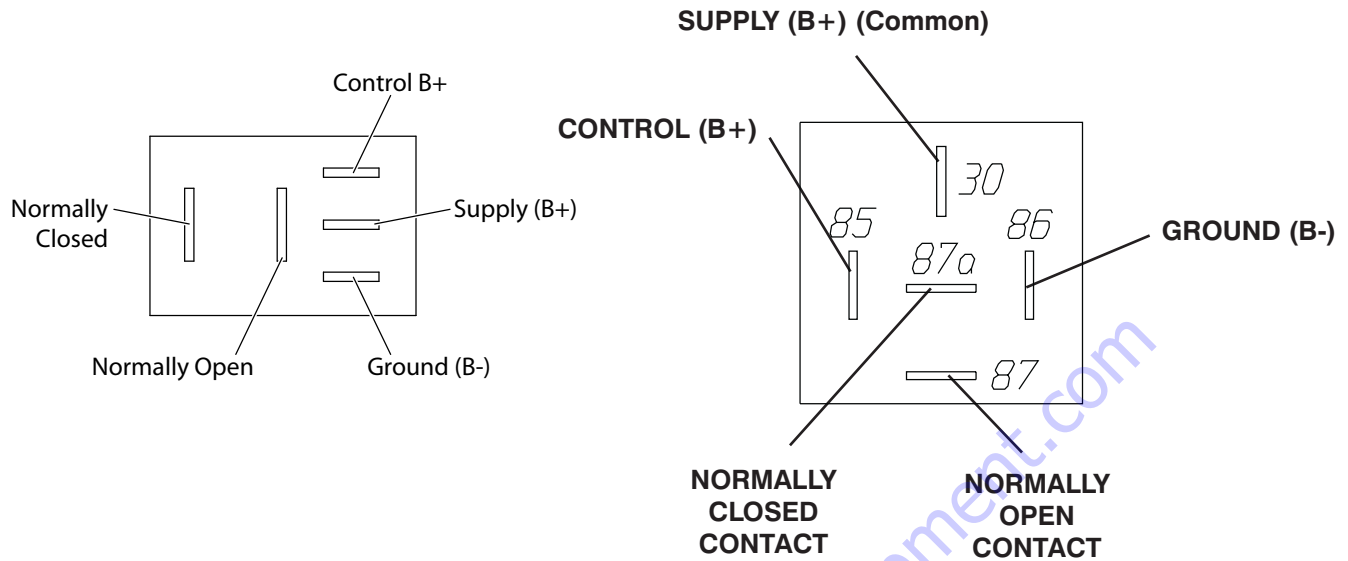 SUPPLY (B+) (Common)
Control B+
CONTROL (B+)
30
Normally
Closed
Supply (B+)
85
86
GROUND (B-)
87a
Normally Open
Ground (B-)
87
NORMALLY
CLOSED
CONTACT
NORMALLY
OPEN
CONTACT